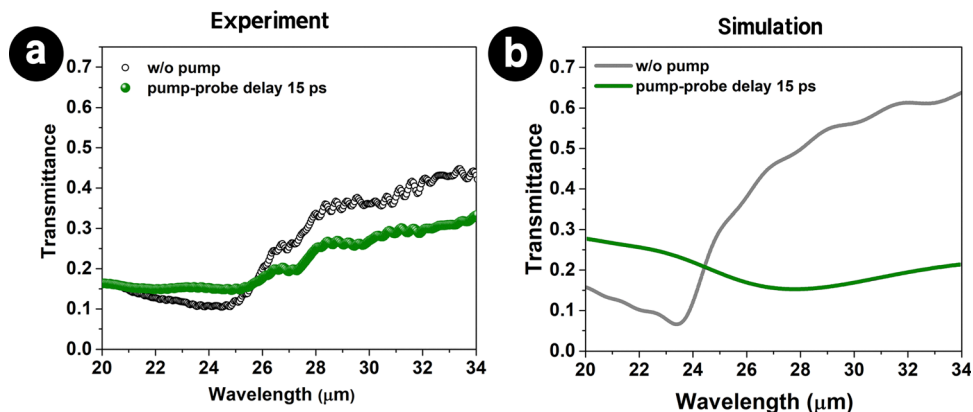 Experiment
a
w/o pump
pump-probe delay 15 ps
0.7
0.6
0.5
0.4
0.3
0.2
0.1
0.0
Transmittance
20 22 24 26 28 30 32 34
Wavelength (μm)
Simulation
b
w/o pump
pump-probe delay 15 ps
0.7
0.6
0.5
0.4
0.3
0.2
0.1
0.0
Transmittance
20 22 24 26 28 30 32 34
Wavelength (μm)